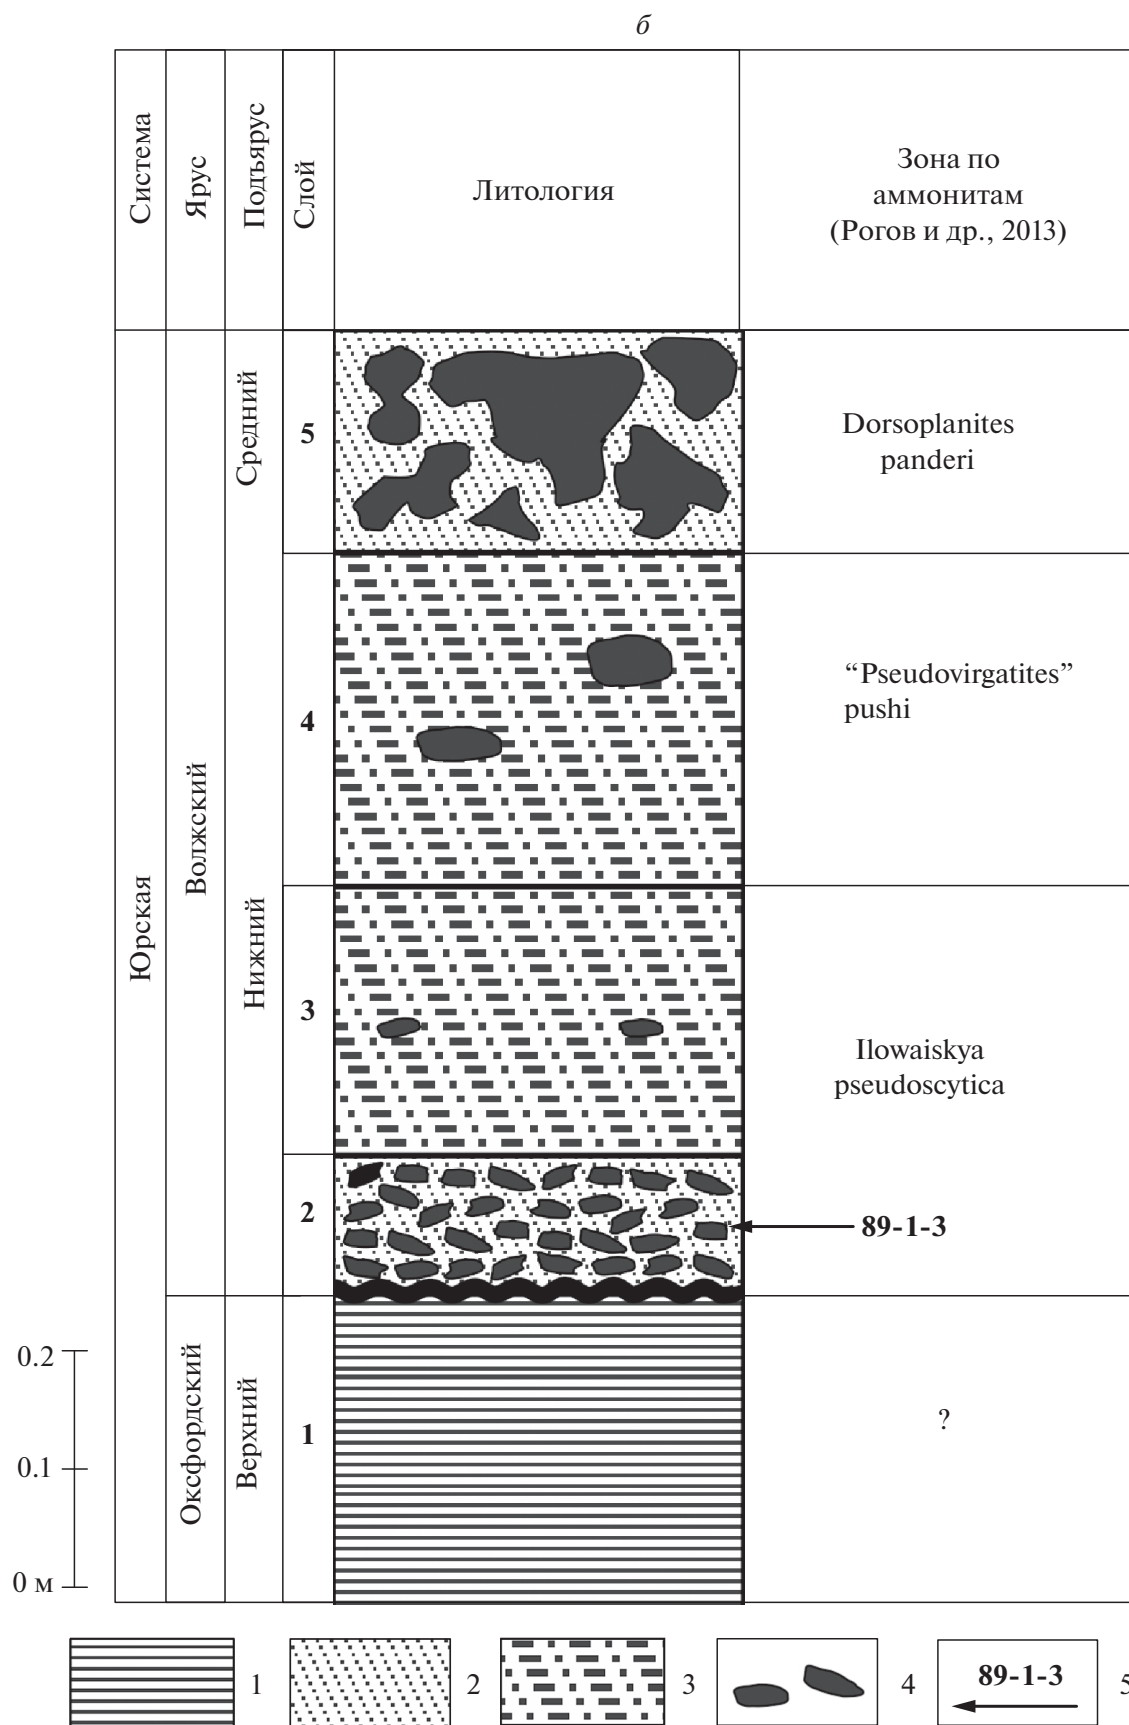 б
Система
Ярус
Подъярус
Слой
Литология
Зона по
аммонитам
(Рогов и др., 2013)
Юрская
Волжский
Оксфордский
Средний
Нижний
Верхний
5
Dorsoplanites
panderi
4
“Pseudovirgatites”
pushi
3
Ilowaiskya
pseudoscytica
2
89-1-3
1
?
0.2
0.1
0 м
1
2
3
4
89-1-3
5